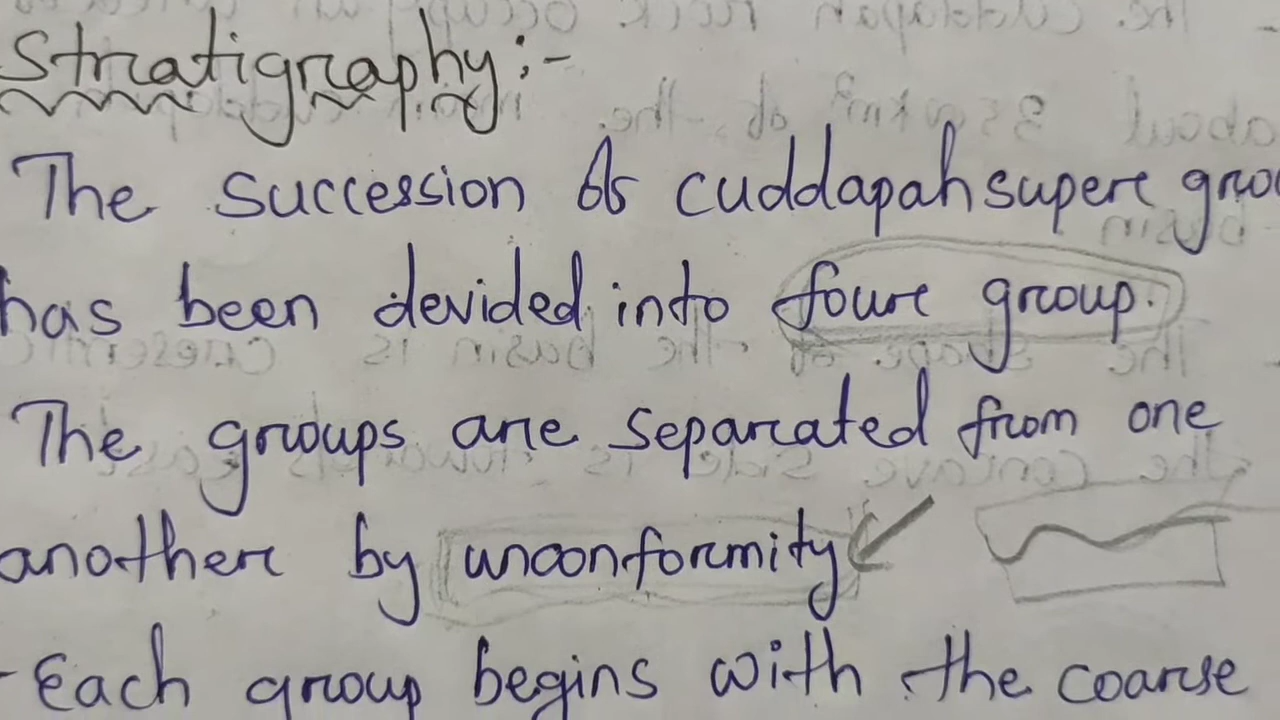 Stratigraphy :-
The succession of cuddapah super grou
has been devided into four group.
The groups are separated from one
another by unconformity
- Each group begins with the coarse